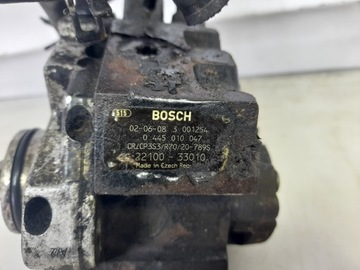 515 BOSCH
02-06-08 3 001254
0 445 010 047
CR/CP3S3/R70/20-789S
22100 - 33010
Made in Czech Rep